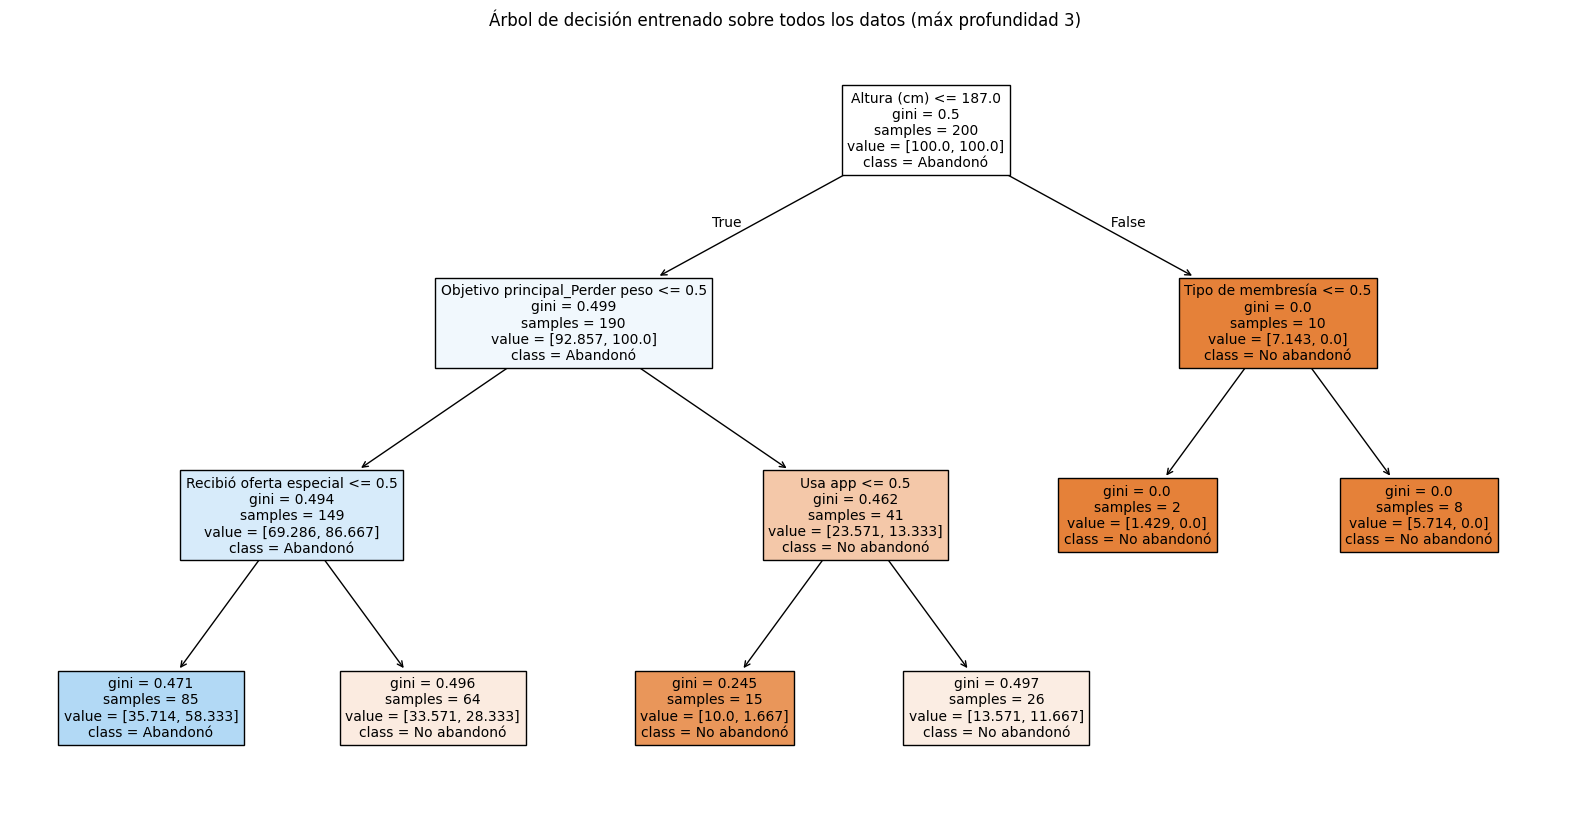 Árbol de decisión entrenado sobre todos los datos (máx profundidad 3)
Altura (cm) <= 187.0
gini = 0.5
samples = 200
value = [100.0, 100.0]
class = Abandonó
True
False
Objetivo principal_Perder peso <= 0.5
gini = 0.499
samples = 190
value = [92.857, 100.0]
class = Abandonó
Tipo de membresía <= 0.5
gini = 0.0
samples = 10
value = [7.143, 0.0]
class = No abandonó
Recibió oferta especial <= 0.5
gini = 0.494
samples = 149
value = [69.286, 86.667]
class = Abandonó
Usa app <= 0.5
gini = 0.462
samples = 41
value = [23.571, 13.333]
class = No abandonó
gini = 0.0
samples = 2
value = [1.429, 0.0]
class = No abandonó
gini = 0.0
samples = 8
value = [5.714, 0.0]
class = No abandonó
gini = 0.471
samples = 85
value = [35.714, 58.333]
class = Abandonó
gini = 0.496
samples = 64
value = [33.571, 28.333]
class = No abandonó
gini = 0.245
samples = 15
value = [10.0, 1.667]
class = No abandonó
gini = 0.497
samples = 26
value = [13.571, 11.667]
class = No abandonó